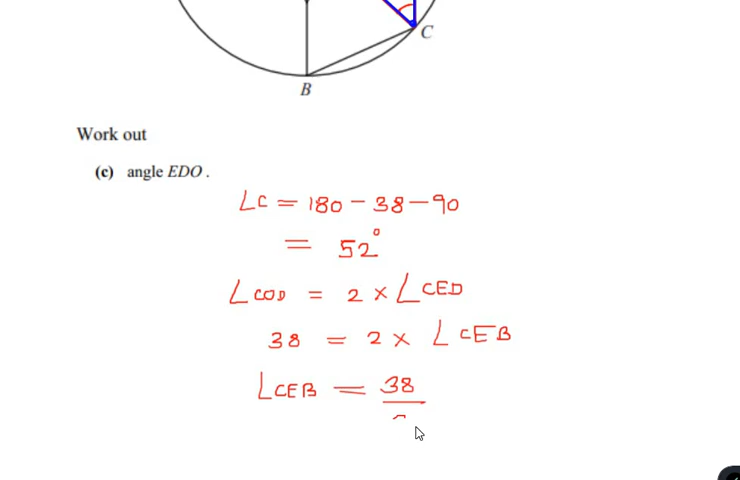 C
B
Work out
(c) angle EDO.
∠C = 180 - 38 - 90
= 52°
∠COD = 2 × ∠CED
38 = 2 × ∠CEB
∠CEB = 38